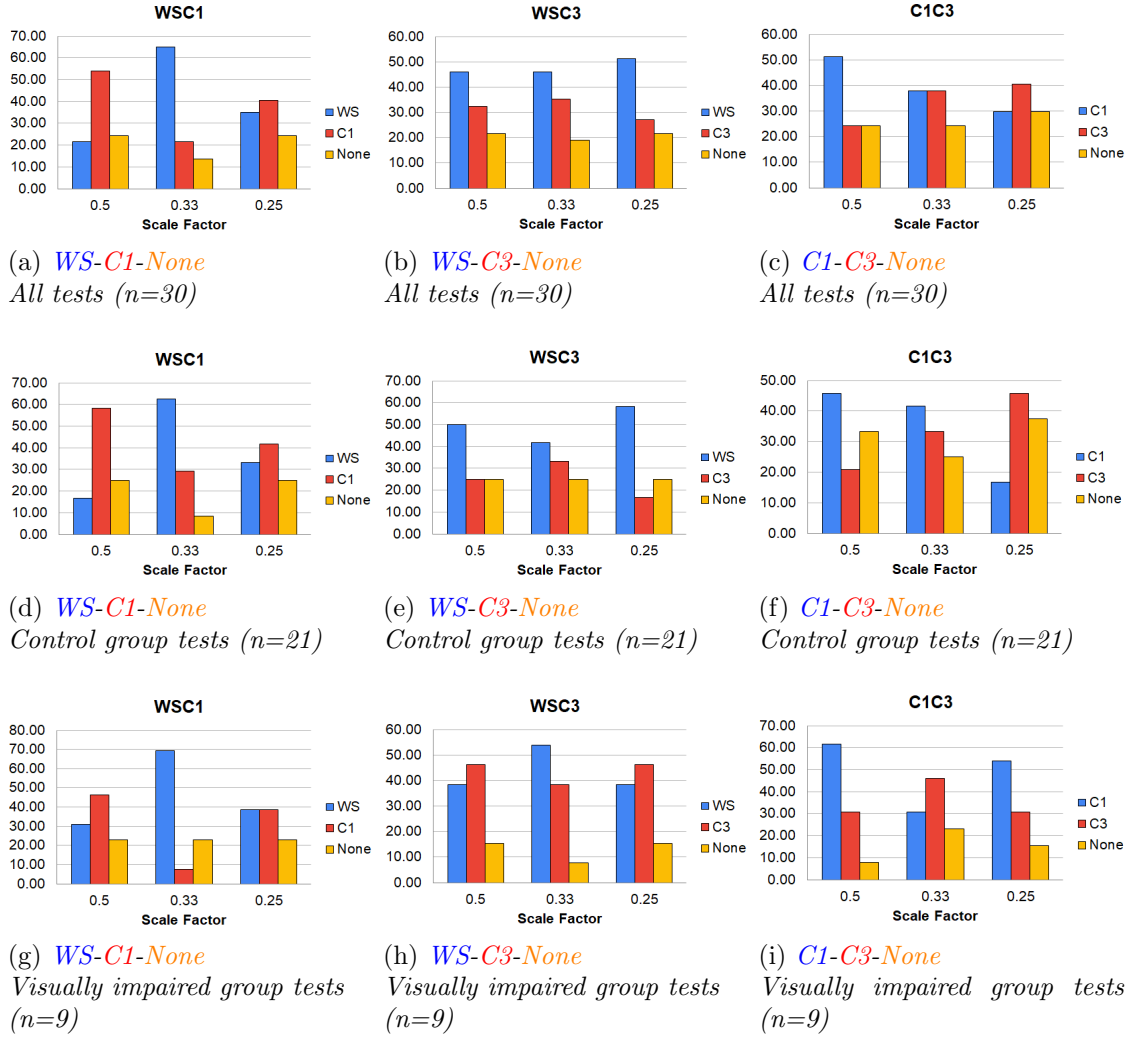 WSC1
70.00
60.00
50.00
40.00
30.00
20.00
10.00
0.00
0.5 0.33 0.25
Scale Factor
WS
C1
None
(a) WS-C1-None
All tests (n=30)
WSC3
60.00
50.00
40.00
30.00
20.00
10.00
0.00
0.5 0.33 0.25
Scale Factor
WS
C3
None
(b) WS-C3-None
All tests (n=30)
C1C3
60.00
50.00
40.00
30.00
20.00
10.00
0.00
0.5 0.33 0.25
Scale Factor
C1
C3
None
(c) C1-C3-None
All tests (n=30)
WSC1
70.00
60.00
50.00
40.00
30.00
20.00
10.00
0.00
0.5 0.33 0.25
Scale Factor
WS
C1
None
(d) WS-C1-None
Control group tests (n=21)
WSC3
70.00
60.00
50.00
40.00
30.00
20.00
10.00
0.00
0.5 0.33 0.25
Scale Factor
WS
C3
None
(e) WS-C3-None
Control group tests (n=21)
C1C3
50.00
40.00
30.00
20.00
10.00
0.00
0.5 0.33 0.25
Scale Factor
C1
C3
None
(f) C1-C3-None
Control group tests (n=21)
WSC1
80.00
70.00
60.00
50.00
40.00
30.00
20.00
10.00
0.00
0.5 0.33 0.25
Scale Factor
WS
C1
None
(g) WS-C1-None
Visually impaired group tests
(n=9)
WSC3
60.00
50.00
40.00
30.00
20.00
10.00
0.00
0.5 0.33 0.25
Scale Factor
WS
C3
None
(h) WS-C3-None
Visually impaired group tests
(n=9)
C1C3
70.00
60.00
50.00
40.00
30.00
20.00
10.00
0.00
0.5 0.33 0.25
Scale Factor
C1
C3
None
(i) C1-C3-None
Visually impaired group tests
(n=9)